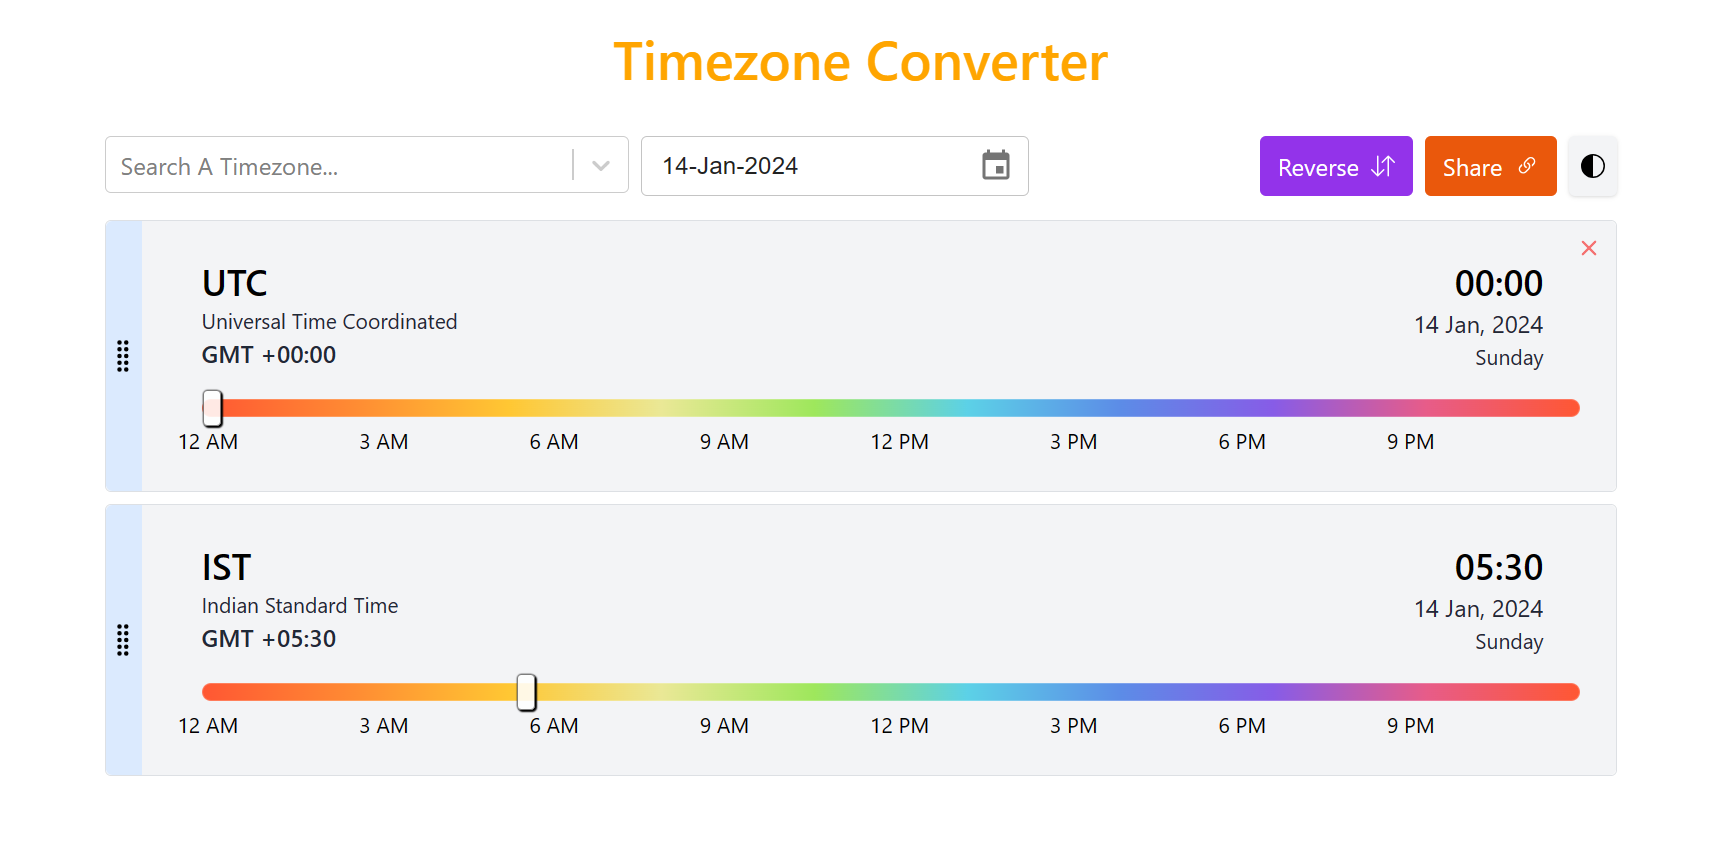 Timezone Converter
Search A Timezone...
14-Jan-2024
Reverse
Share
UTC
00:00
Universal Time Coordinated
14 Jan, 2024
GMT +00:00
Sunday
12 AM 3 AM 6 AM 9 AM 12 PM 3 PM 6 PM 9 PM
IST
05:30
Indian Standard Time
14 Jan, 2024
GMT +05:30
Sunday
12 AM 3 AM 6 AM 9 AM 12 PM 3 PM 6 PM 9 PM